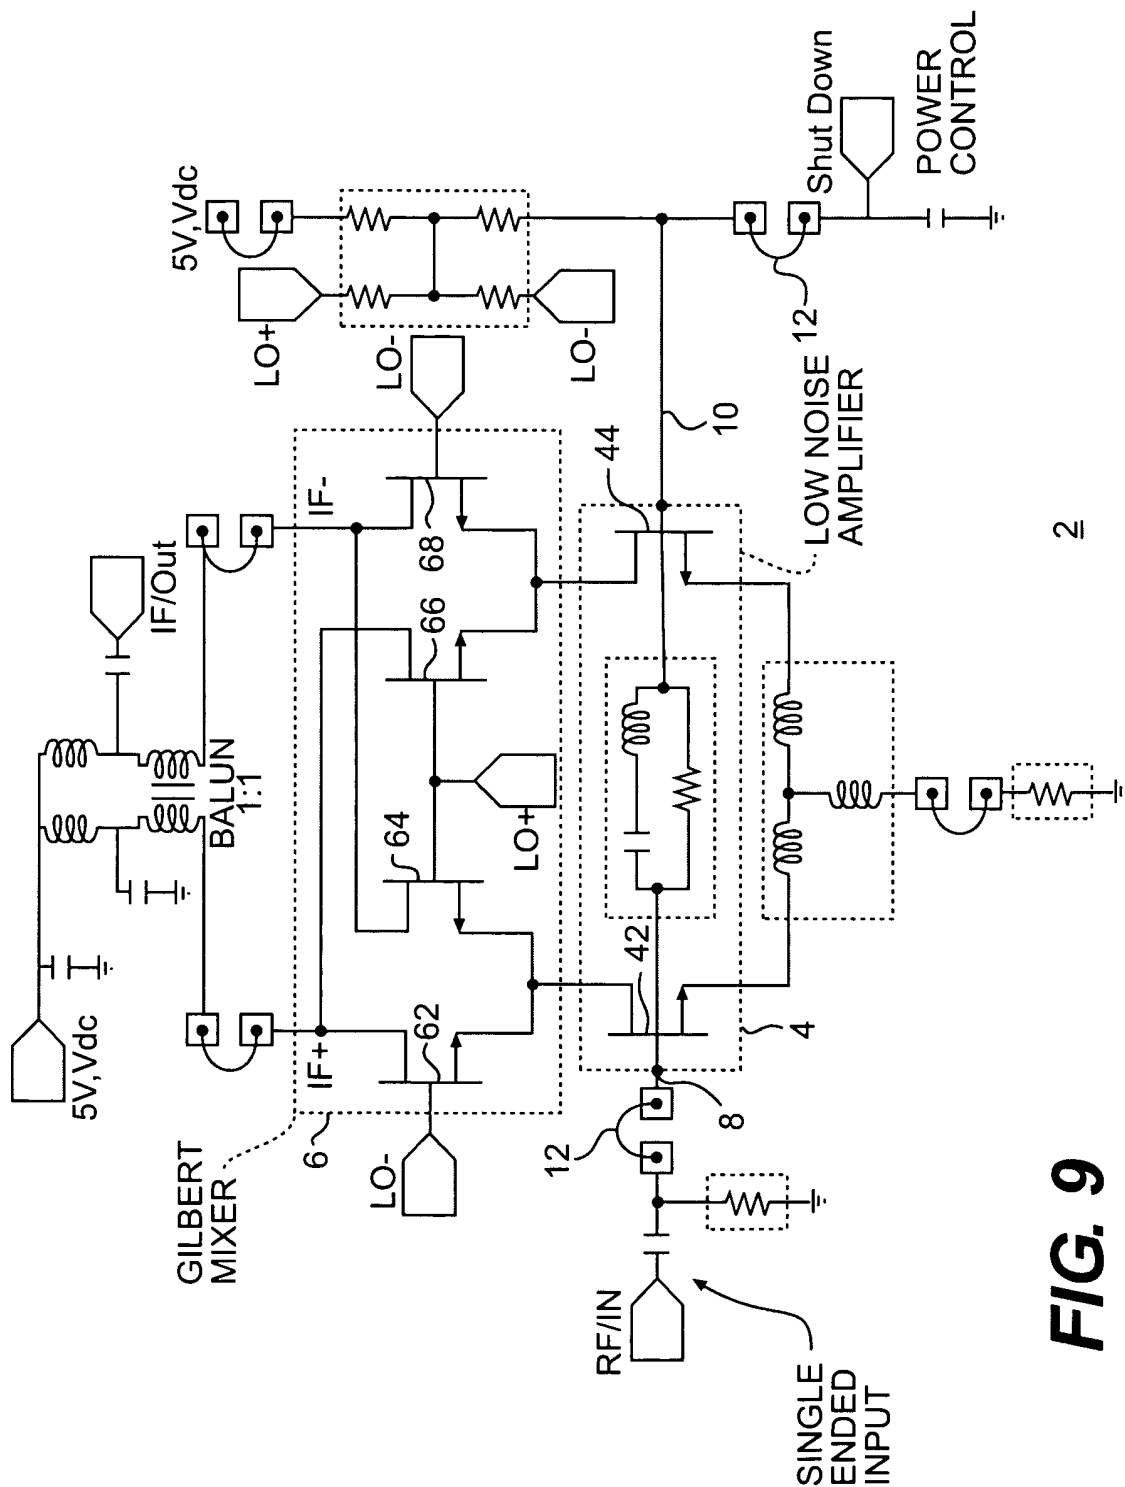 5V,Vdc
BALUN
1:1
IF/Out
GILBERT
MIXER
6
IF+
IF-
LO-
62
64
LO+
66
68
LO-
LO+
5V,Vdc
LO-
RF/IN
SINGLE
ENDED
INPUT
12
8
4
42
44
10
LOW NOISE
AMPLIFIER
12
Shut Down
POWER
CONTROL
2
FIG. 9